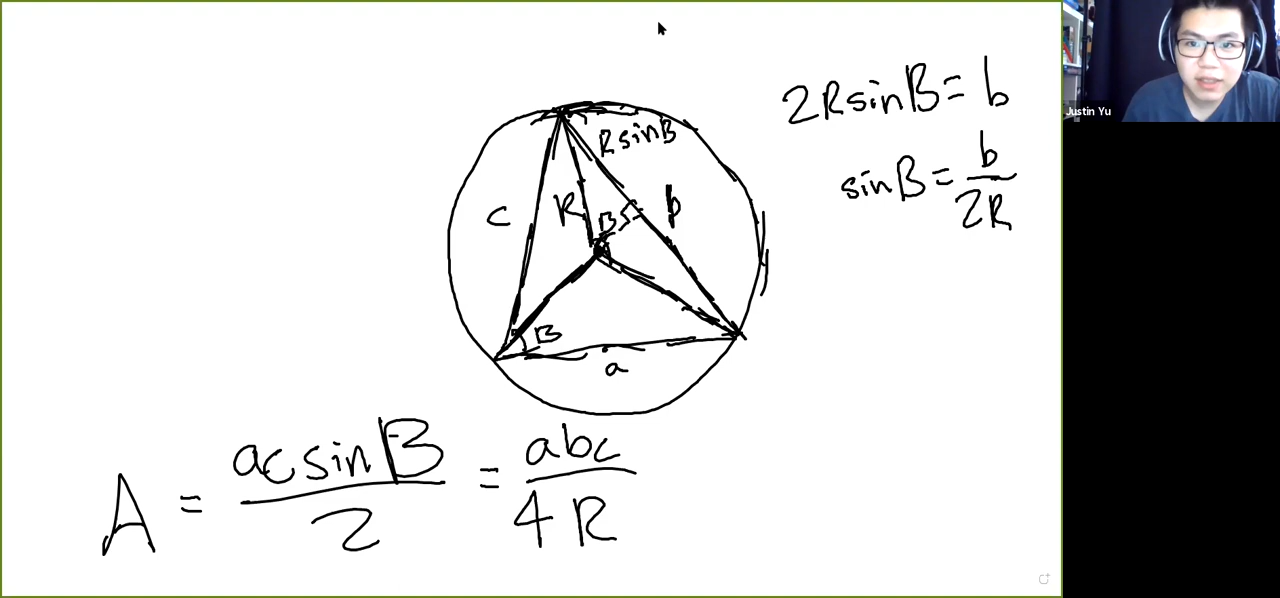 2RsinB = b
Justin Yu
RsinB
sinB = b/2R
c
R
B
b
B
a
A = acsinB/2 = abc/4R